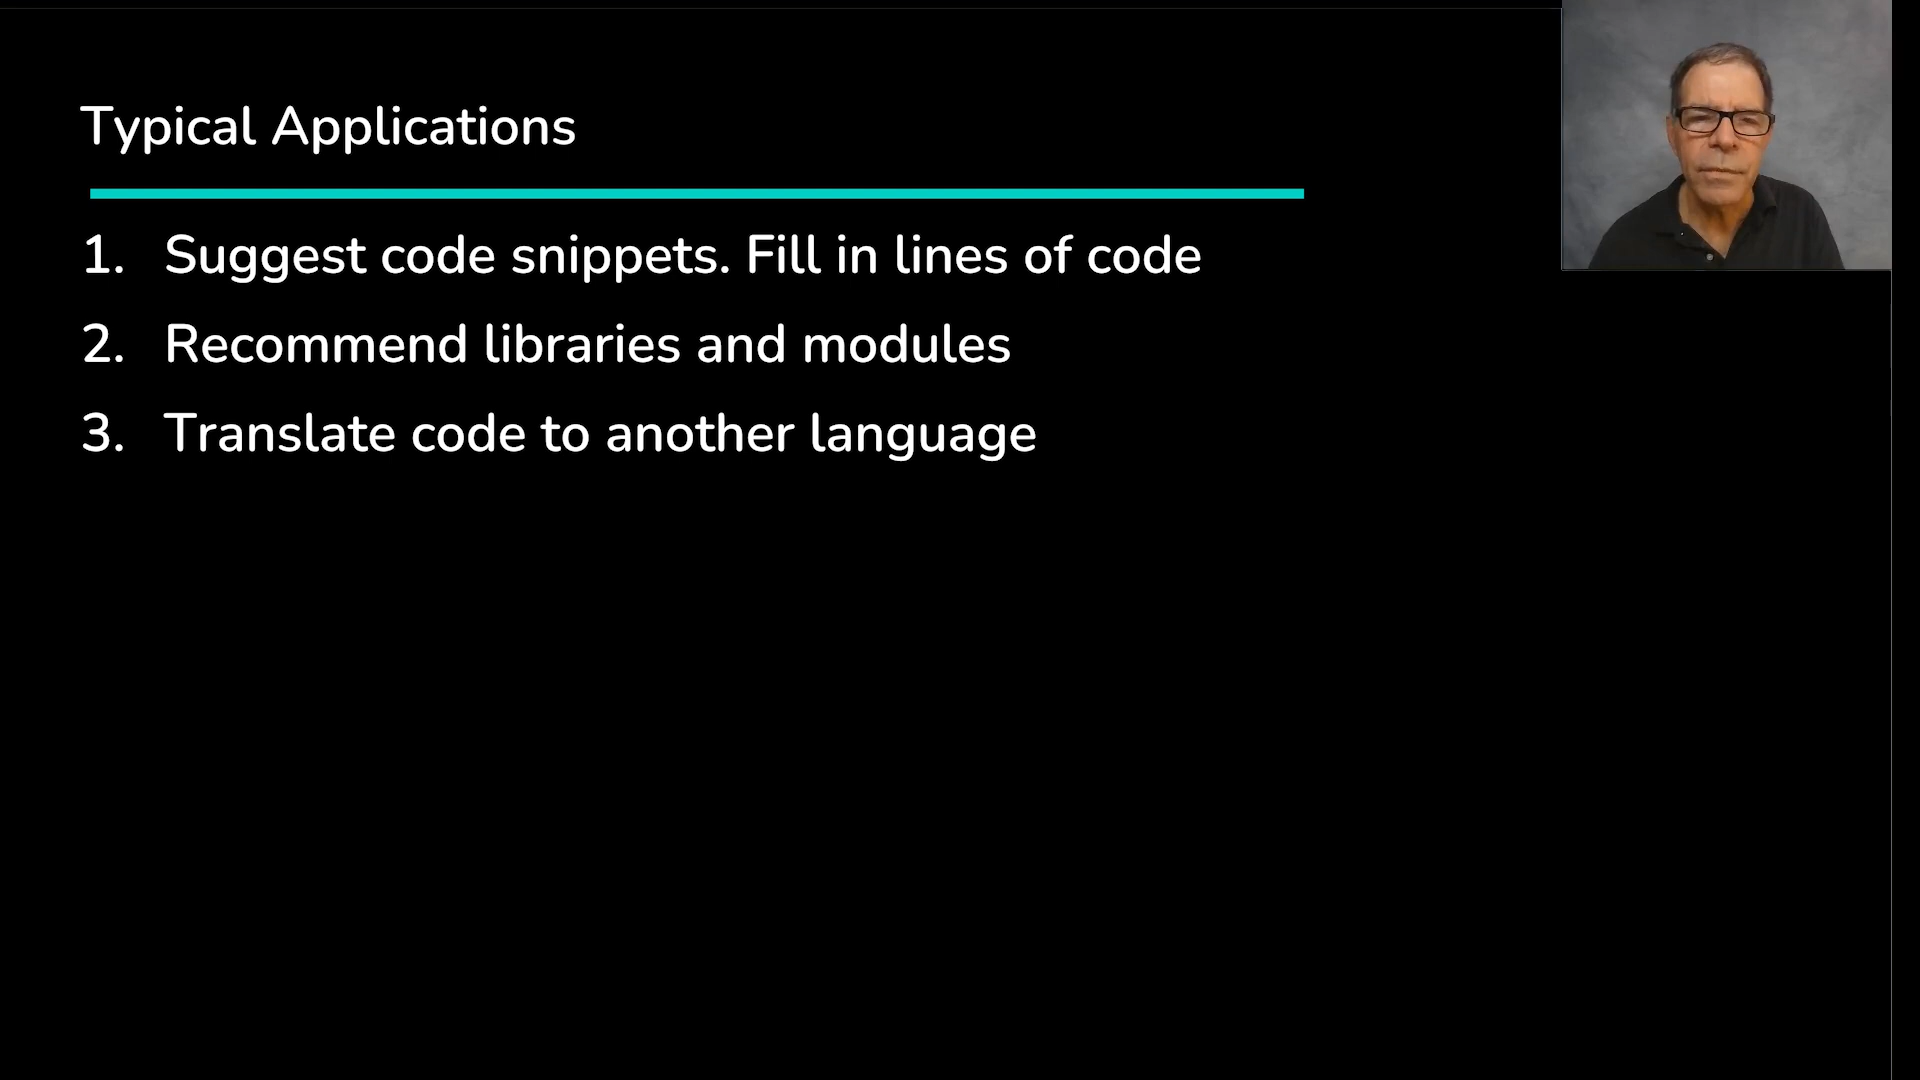 Typical Applications
1. Suggest code snippets. Fill in lines of code
2. Recommend libraries and modules
3. Translate code to another language